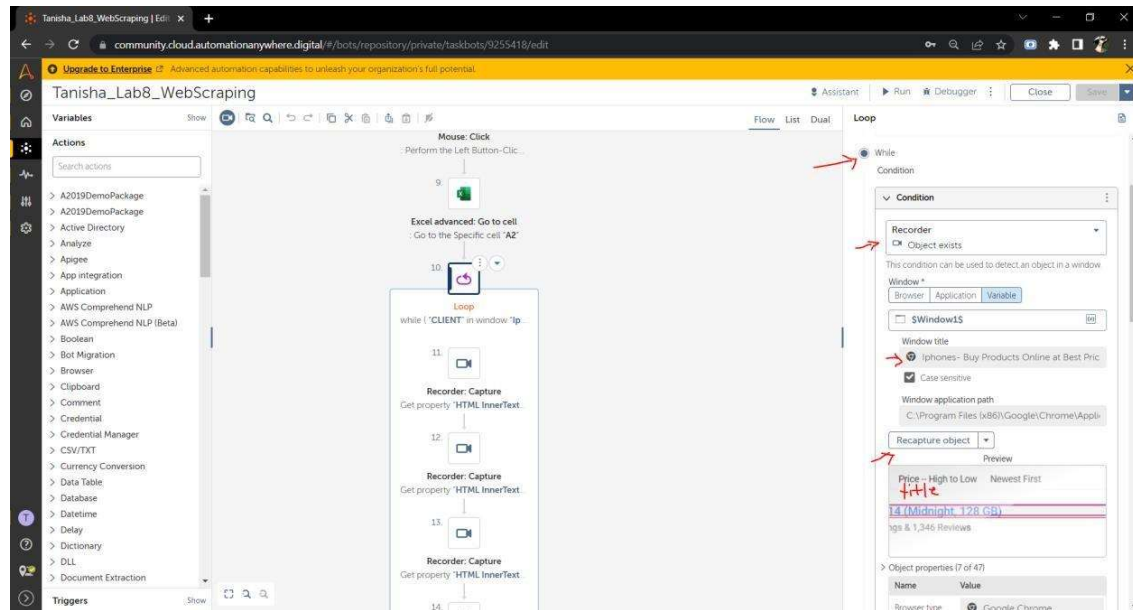 Tanisha_Lab8_WebScraping | Edit
community.cloud.automationanywhere.digital/#/bots/repository/private/taskbots/9255418/edit
Upgrade to Enterprise Advanced automation capabilities to unleash your organization's full potential.
Tanisha_Lab8_WebScraping
Assistant
Run
Debugger
Close
Save
Variables
Show
Flow
List
Dual
Loop
Actions
Search actions
A2019DemoPackage
A2019DemoPackage
Active Directory
Analyze
Apigee
App integration
Application
AWS Comprehend NLP
AWS Comprehend NLP (Beta)
Boolean
Bot Migration
Browser
Clipboard
Comment
Credential
Credential Manager
CSV/TXT
Currency Conversion
Data Table
Database
Datetime
Delay
Dictionary
DLL
Document Extraction
Triggers
Show
Mouse: Click
Perform the Left Button-Clic...
9.
Excel advanced: Go to cell
Go to the Specific cell "A2"
10.
Loop
while ( "CLIENT" in window "Ip...
11.
Recorder: Capture
Get property "HTML InnerText...
12.
Recorder: Capture
Get property "HTML InnerText...
13.
Recorder: Capture
Get property "HTML InnerText...
14.
While
Condition
Condition
Recorder
Object exists
This condition can be used to detect an object in a window
Window *
Browser
Application
Variable
$Window1$
Window title
Iphones- Buy Products Online at Best Pric
Case sensitive
Window application path
C:\Program Files (x86)\Google\Chrome\Appli
Recapture object
Preview
Price -- High to Low Newest First
title
14 (Midnight, 128 GB)
ngs & 1,346 Reviews
Object properties (7 of 47)
Name
Value
Browser type
Google Chrome
T